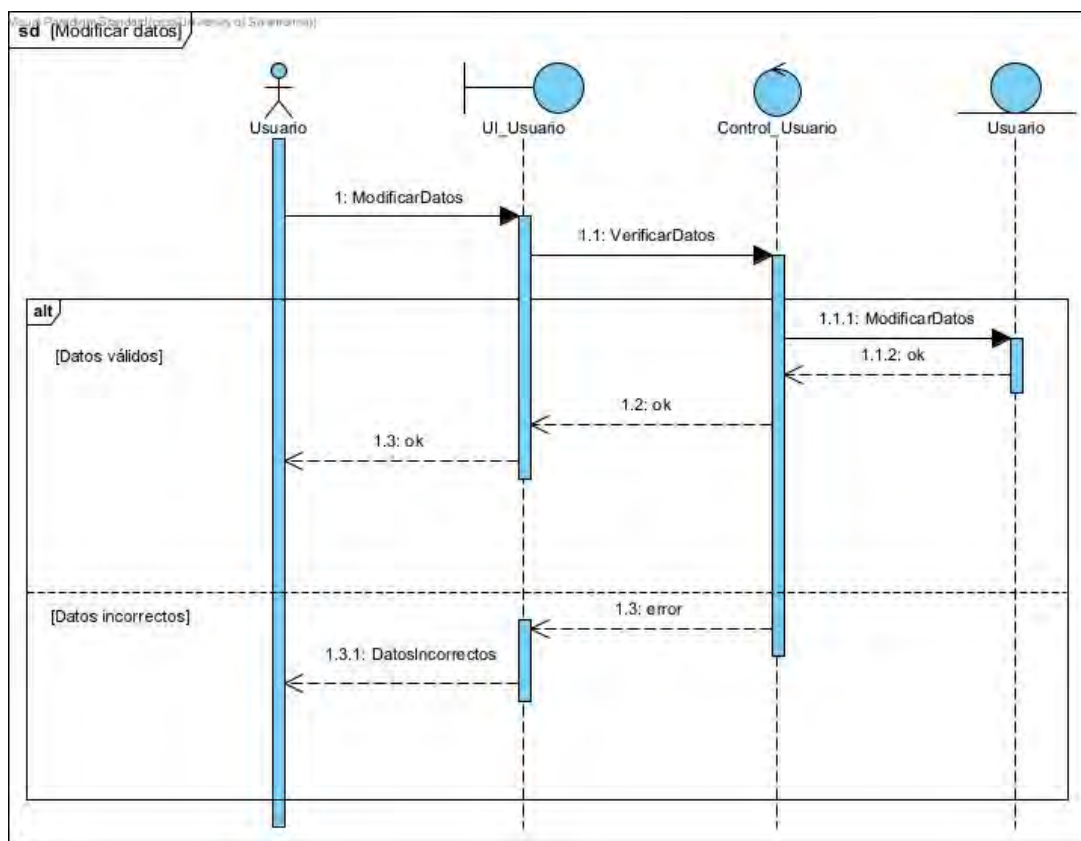 sd [Modificar datos]
Usuario
UI_Usuario
Control_Usuario
Usuario
1: ModificarDatos
1.1: VerificarDatos
alt
1.1.1: ModificarDatos
[Datos válidos]
1.1.2: ok
1.2: ok
1.3: ok
[Datos incorrectos]
1.3: error
1.3.1: DatosIncorrectos